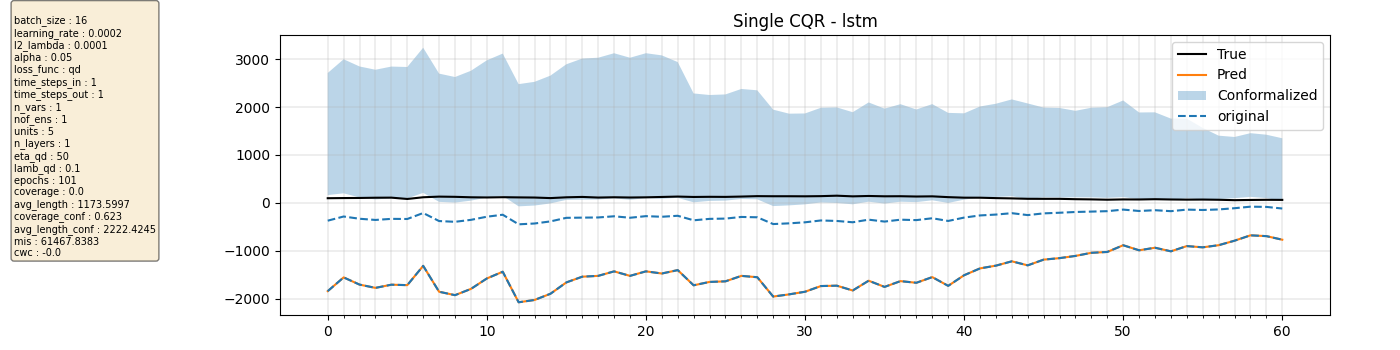 batch_size : 16
learning_rate : 0.0002
l2_lambda : 0.0001
alpha : 0.05
loss_func : qd
time_steps_in : 1
time_steps_out : 1
n_vars : 1
nof_ens : 1
units : 5
n_layers : 1
eta_qd : 50
lamb_qd : 0.1
epochs : 101
coverage : 0.0
avg_length : 1173.5997
coverage_conf : 0.623
avg_length_conf : 2222.4245
mis : 61467.8383
cwc : -0.0
Single CQR - lstm
3000
2000
1000
0
−1000
−2000
True
Pred
Conformalized
original
0 10 20 30 40 50 60